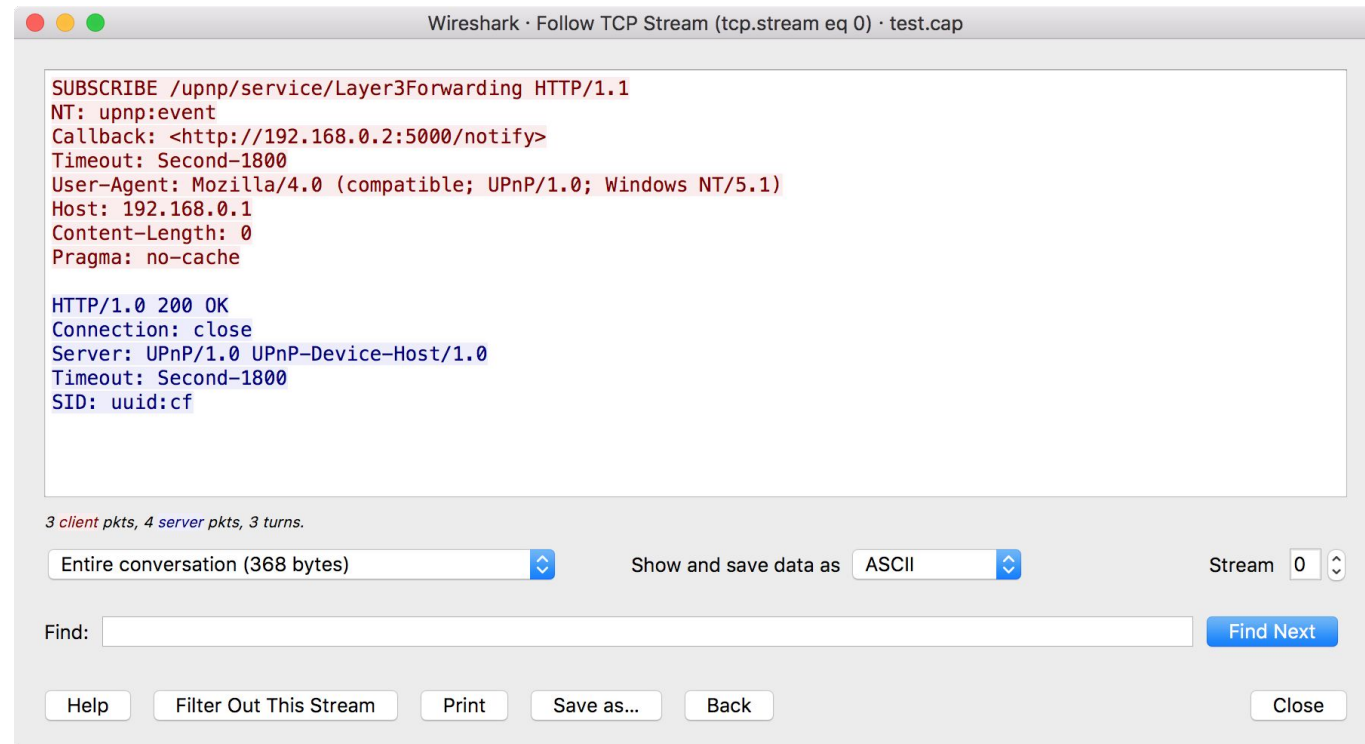 Wireshark · Follow TCP Stream (tcp.stream eq 0) · test.cap
SUBSCRIBE /upnp/service/Layer3Forwarding HTTP/1.1
NT: upnp:event
Callback: <http://192.168.0.2:5000/notify>
Timeout: Second-1800
User-Agent: Mozilla/4.0 (compatible; UPnP/1.0; Windows NT/5.1)
Host: 192.168.0.1
Content-Length: 0
Pragma: no-cache
HTTP/1.0 200 OK
Connection: close
Server: UPnP/1.0 UPnP-Device-Host/1.0
Timeout: Second-1800
SID: uuid:cf
3 client pkts, 4 server pkts, 3 turns.
Entire conversation (368 bytes) Show and save data as ASCII Stream 0
Find: Find Next
Help Filter Out This Stream Print Save as... Back Close